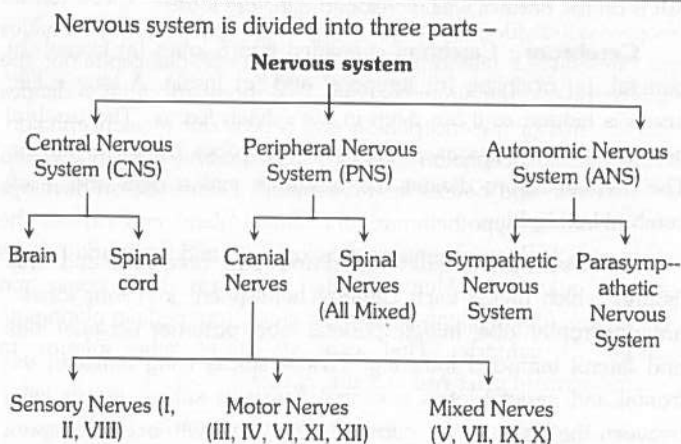 Nervous system is divided into three parts –
Nervous system
Central Nervous System (CNS)
Peripheral Nervous System (PNS)
Autonomic Nervous System (ANS)
Brain
Spinal cord
Cranial Nerves
Spinal Nerves (All Mixed)
Sympathetic Nervous System
Parasymp-athetic Nervous System
Sensory Nerves (I, II, VIII)
Motor Nerves (III, IV, VI, XI, XII)
Mixed Nerves (V, VII, IX, X)